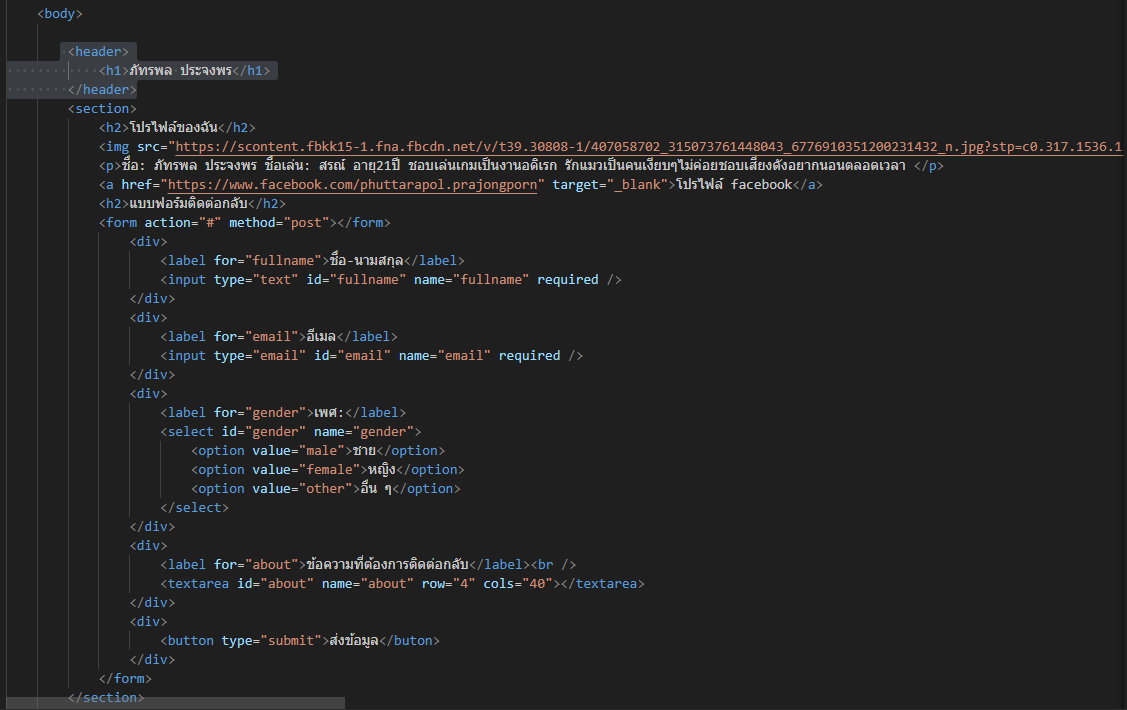 <body>
<header>
<h1>ภัทรพล ประจงพร</h1>
</header>
<section>
<h2>โปรไฟล์ของฉัน</h2>
<img src="https://scontent.fbkk15-1.fna.fbcdn.net/v/t39.30808-1/407058702_315073761448043_6776910351200231432_n.jpg?stp=c0.317.1536.1
<p>ชื่อ: ภัทรพล ประจงพร ชื่อเล่น: สรณ์ อายุ21ปี ชอบเล่นเกมเป็นงานอดิเรก รักแมวเป็นคนเงียบๆไม่ค่อยชอบเสียงดังอยากนอนตลอดเวลา </p>
<a href="https://www.facebook.com/phuttarapol.prajongporn" target="_blank">โปรไฟล์ facebook</a>
<h2>แบบฟอร์มติดต่อกลับ</h2>
<form action="#" method="post"></form>
<div>
<label for="fullname">ชื่อ-นามสกุล</label>
<input type="text" id="fullname" name="fullname" required />
</div>
<div>
<label for="email">อีเมล</label>
<input type="email" id="email" name="email" required />
</div>
<div>
<label for="gender">เพศ:</label>
<select id="gender" name="gender">
<option value="male">ชาย</option>
<option value="female">หญิง</option>
<option value="other">อื่น ๆ</option>
</select>
</div>
<div>
<label for="about">ข้อความที่ต้องการติดต่อกลับ</label><br />
<textarea id="about" name="about" row="4" cols="40"></textarea>
</div>
<div>
<button type="submit">ส่งข้อมูล</buton>
</div>
</form>
</section>